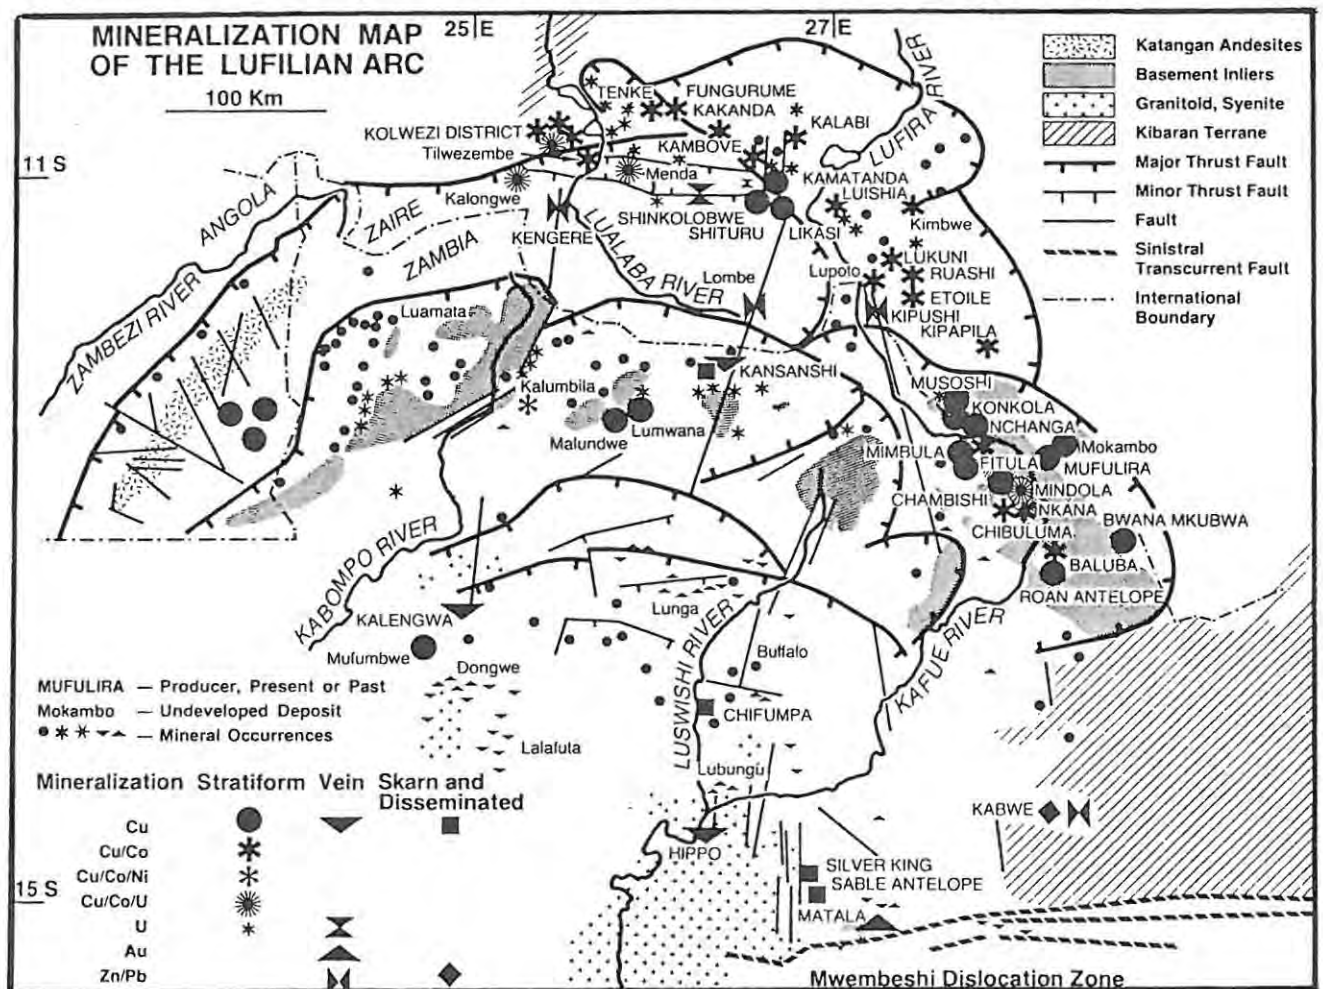 MINERALIZATION MAP
OF THE LUFILIAN ARC
100 Km
25 E
27 E
11 S
15 S
Katangan Andesites
Basement Inliers
Granitoid, Syenite
Kibaran Terrane
Major Thrust Fault
Minor Thrust Fault
Fault
Sinistral
Transcurrent Fault
International
Boundary
TENKE
FUNGURUME
KAKANDA
KOLWEZI DISTRICT
Tilwezembe
KAMBOVE
KALABI
LUFIRA RIVER
Menda
KAMATANDA
LUISHIA
Kalongwe
SHINKOLOBWE
SHITURU
LIKASI
Kimbwe
ANGOLA
ZAIRE
ZAMBIA
KENGERE
LUALABA RIVER
Lombe
Lupoto
LUKUNI
RUASHI
ETOILE
KIPUSHI
KIPAPILA
ZAMBEZI RIVER
Luamata
KANSANSHI
Kalumbila
MUSOSHI
KONKOLA
NCHANGA
Malundwe
Lumwana
MIMBULA
FITULA
Mokambo
MUFULIRA
CHAMBISHI
MINDOLA
NKANA
CHIBULUMA
BWANA MKUBWA
BALUBA
ROAN ANTELOPE
KABOMPO RIVER
KALENGWA
Lunga
Mufumbwe
Dongwe
Buffalo
LUSWISHI RIVER
KAFUE RIVER
CHIFUMPA
Lalafuta
Lubungu
KABWE
HIPPO
SILVER KING
SABLE ANTELOPE
MATALA
Mwembeshi Dislocation Zone
MUFULIRA — Producer, Present or Past
Mokambo — Undeveloped Deposit
— Mineral Occurrences
Mineralization Stratiform Vein Skarn and
Disseminated
Cu
Cu/Co
Cu/Co/Ni
Cu/Co/U
U
Au
Zn/Pb